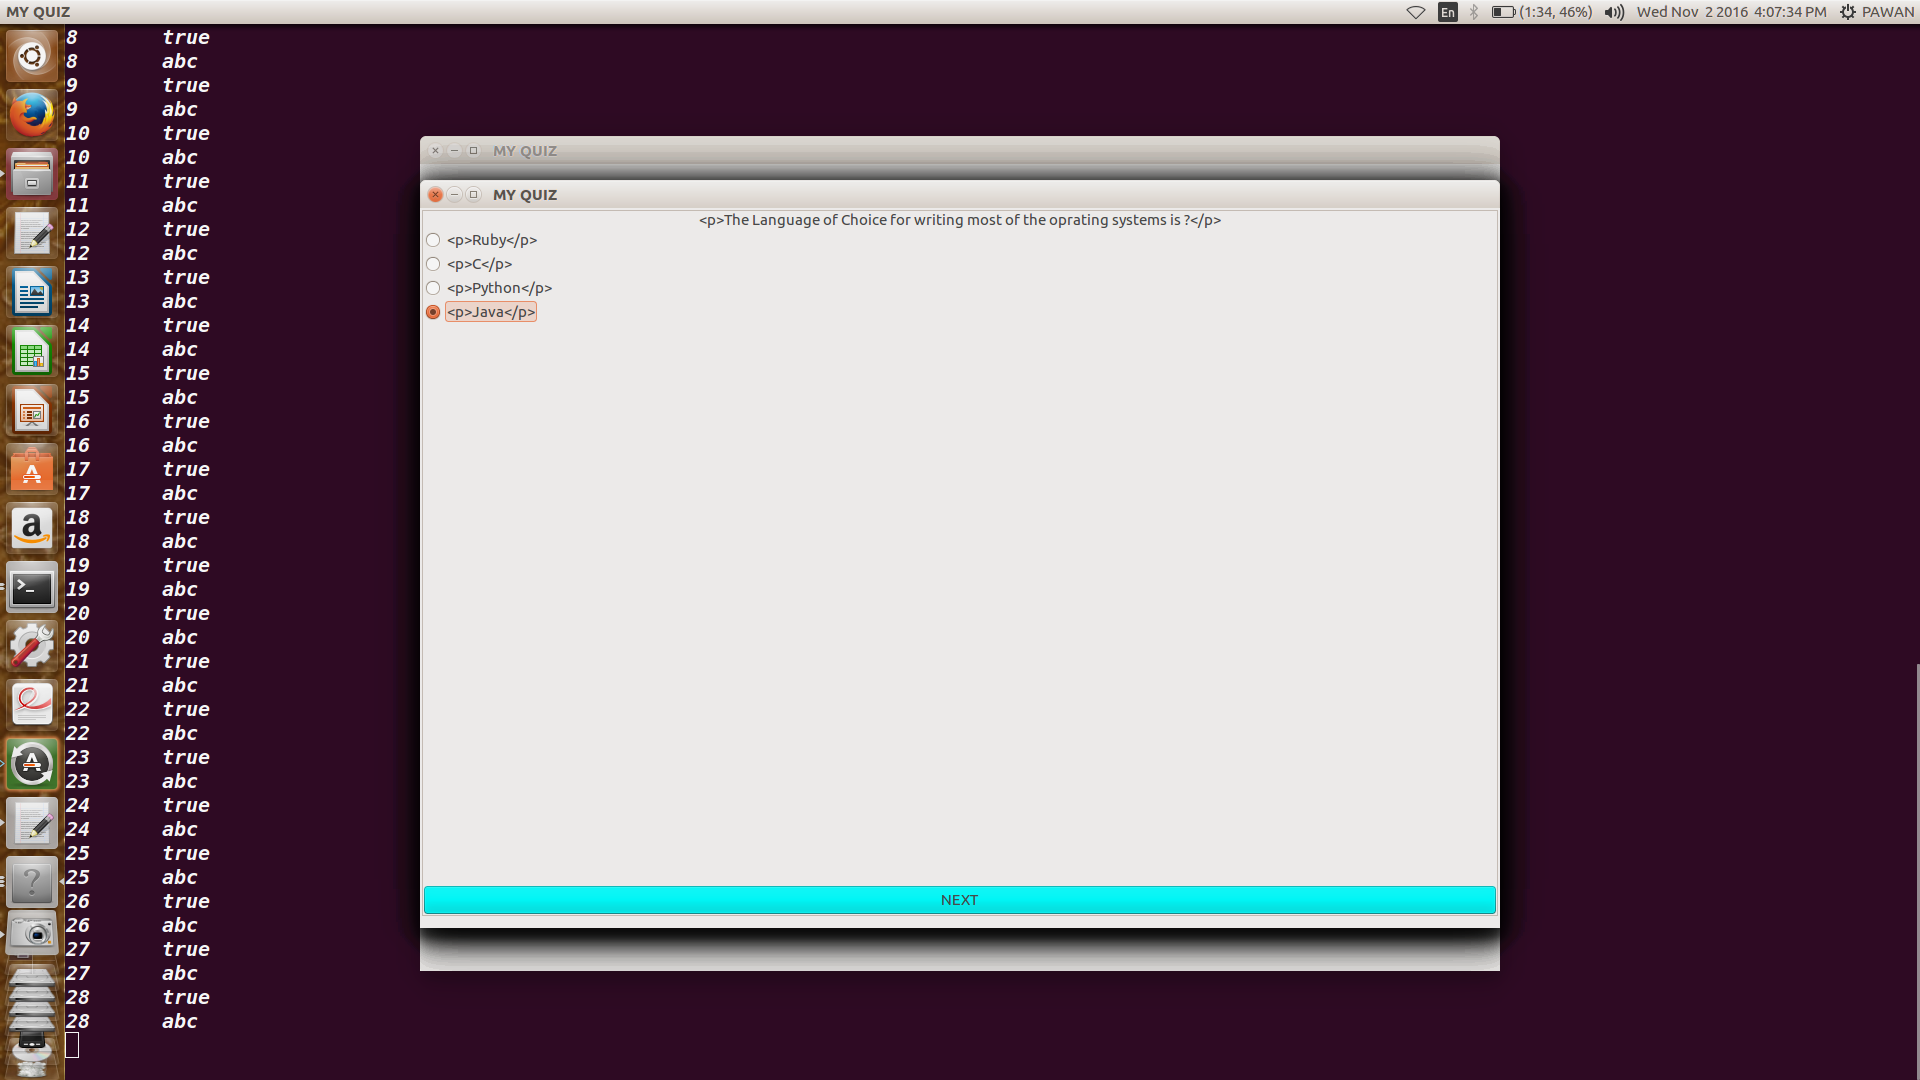 MY QUIZ
En
(1:34, 46%)
Wed Nov 2 2016 4:07:34 PM
PAWAN
8 true
8 abc
9 true
9 abc
10 true
10 abc
11 true
11 abc
12 true
12 abc
13 true
13 abc
14 true
14 abc
15 true
15 abc
16 true
16 abc
17 true
17 abc
18 true
18 abc
19 true
19 abc
20 true
20 abc
21 true
21 abc
22 true
22 abc
23 true
23 abc
24 true
24 abc
25 true
25 abc
26 true
26 abc
27 true
27 abc
28 true
28 abc
MY QUIZ
MY QUIZ
<p>The Language of Choice for writing most of the oprating systems is ?</p>
<p>Ruby</p>
<p>C</p>
<p>Python</p>
<p>Java</p>
NEXT